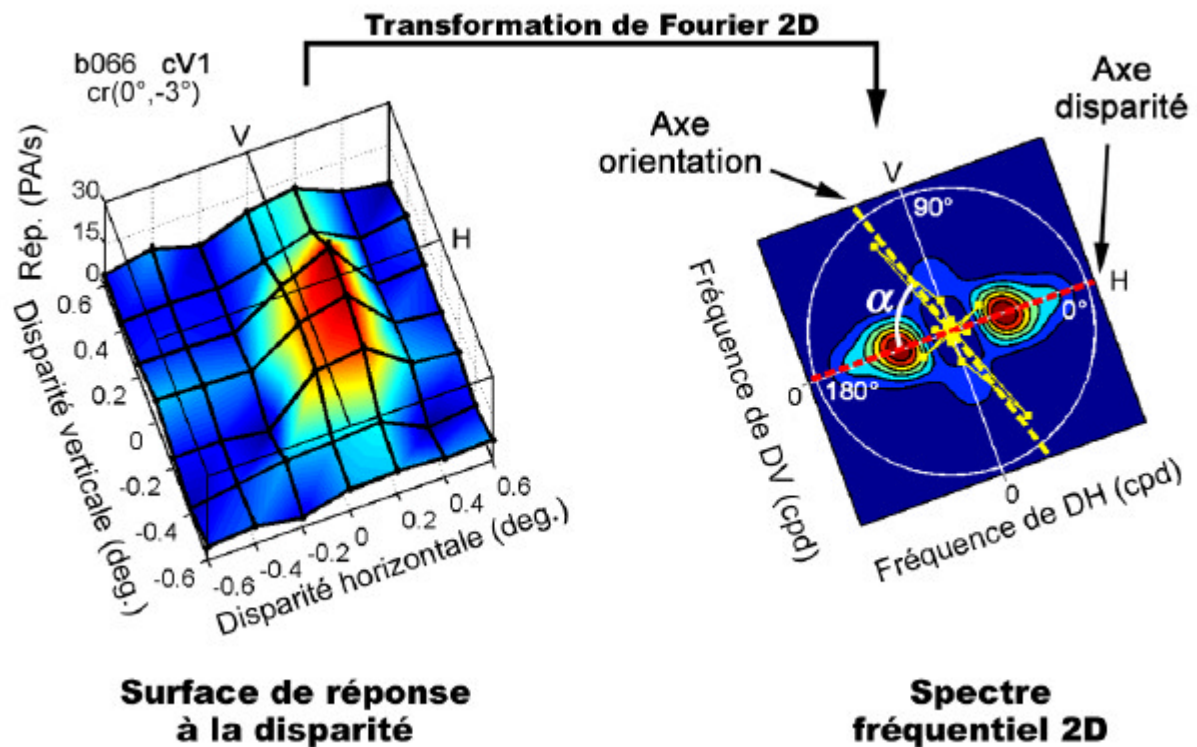 Transformation de Fourier 2D
b066 cV1
cr(0°,-3°)
Rép. (PA/s)
30
15
0
V
H
0.6
0.4
0.2
0
-0.2
-0.4
-0.6
Disparité verticale (deg.)
-0.6
-0.4
-0.2
0
0.2
0.4
0.6
Disparité horizontale (deg.)
Surface de réponse
à la disparité
Axe
orientation
Axe
disparité
V
90°
H
0°
α
180°
0
0
Fréquence de DV (cpd)
Fréquence de DH (cpd)
Spectre
fréquentiel 2D